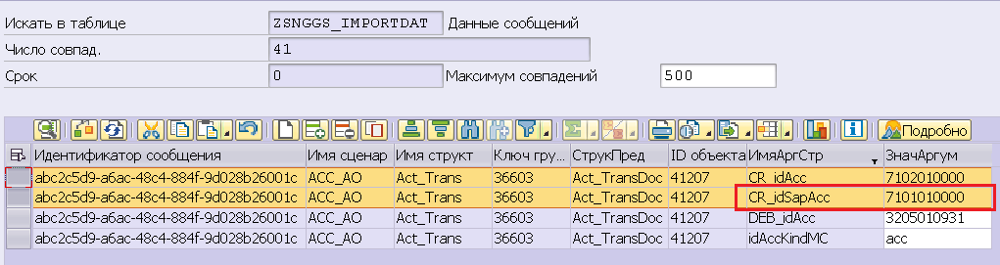 Искать в таблице ZSNGGS_IMPORTDAT Данные сообщений
Число совпад. 41
Срок 0 Максимум совпадений 500
Подробно
Идентификатор сообщения Имя сценар Имя структ Ключ гру... СтрукПред ID объекта ИмяАргСтр ЗначАргум
abc2c5d9-a6ac-48c4-884f-9d028b26001c ACC_AO Act_Trans 36603 Act_TransDoc 41207 CR_idAcc 7102010000
abc2c5d9-a6ac-48c4-884f-9d028b26001c ACC_AO Act_Trans 36603 Act_TransDoc 41207 CR_idSapAcc 7101010000
abc2c5d9-a6ac-48c4-884f-9d028b26001c ACC_AO Act_Trans 36603 Act_TransDoc 41207 DEB_idAcc 3205010931
abc2c5d9-a6ac-48c4-884f-9d028b26001c ACC_AO Act_Trans 36603 Act_TransDoc 41207 idAccKindMC acc